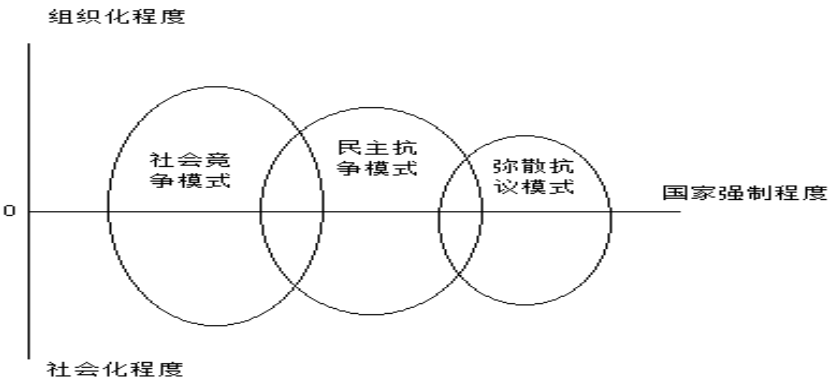 组织化程度
社会竞
争模式
民主抗
争模式
弥散抗
议模式
国家强制程度
0
社会化程度